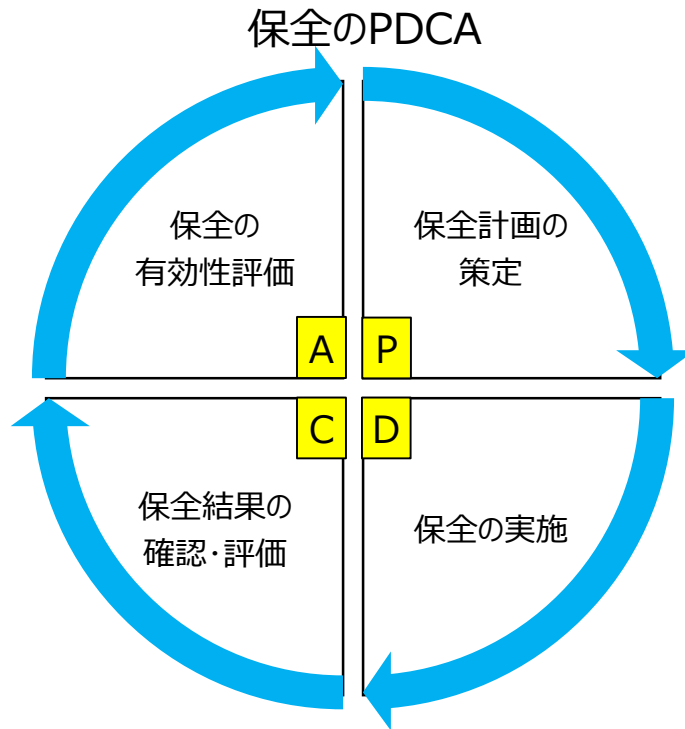 保全のPDCA
保全の
有効性評価
保全計画の
策定
A
P
C
D
保全結果の
確認・評価
保全の実施